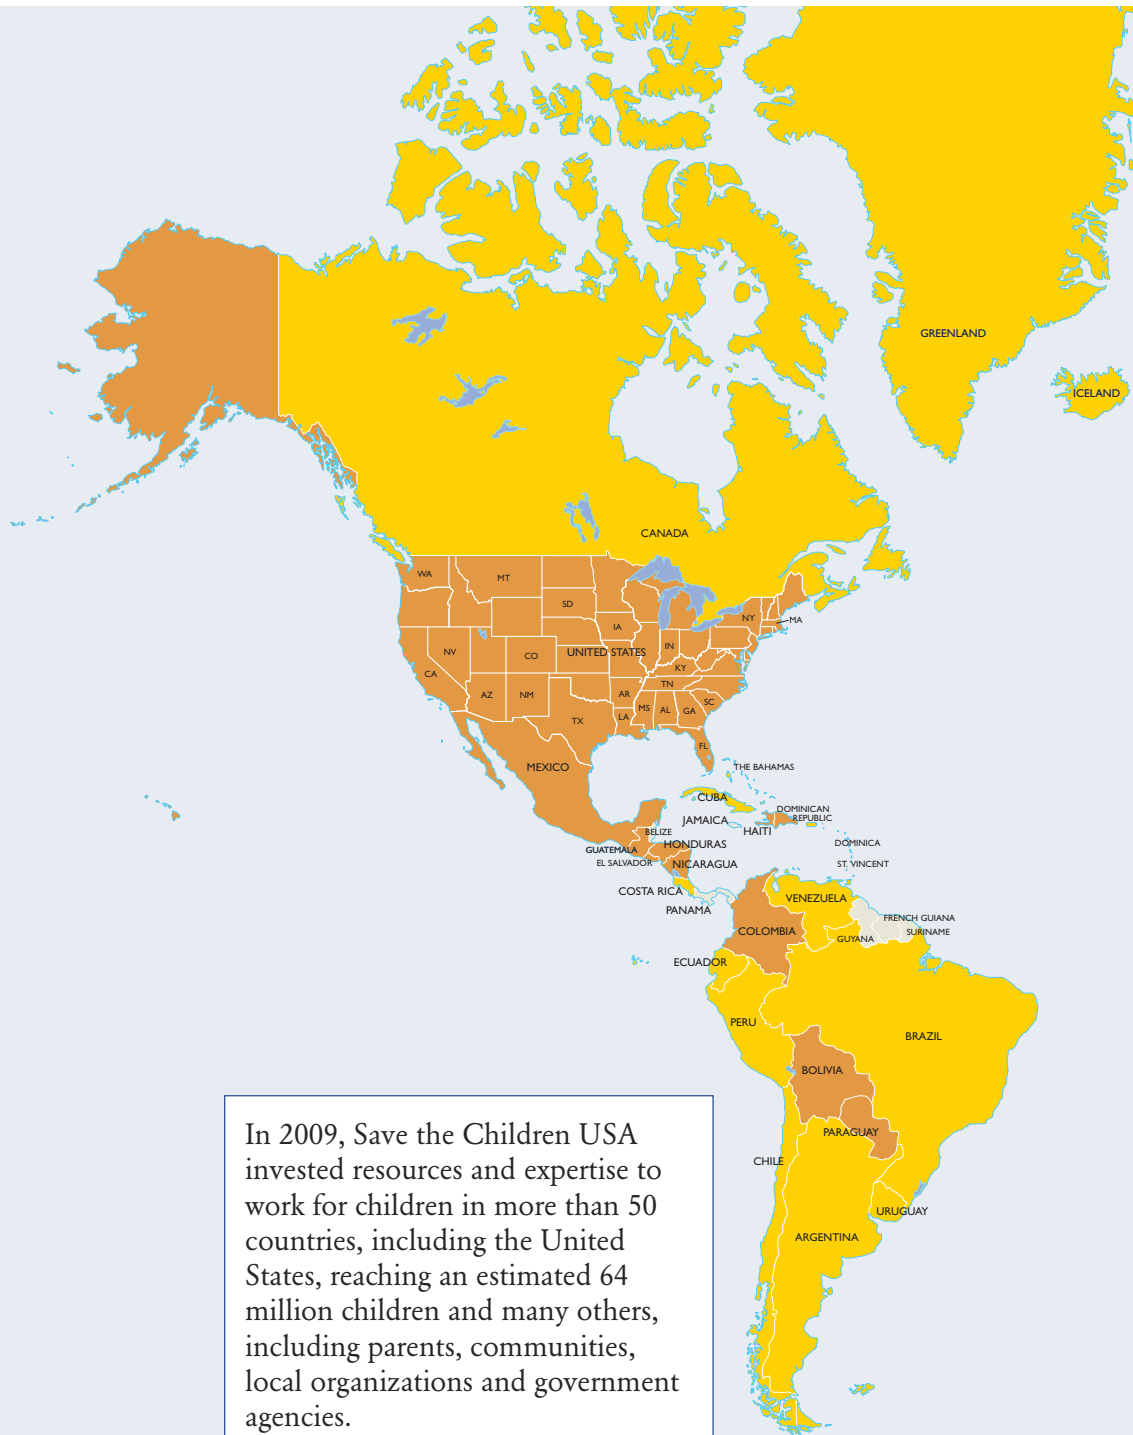 GREENLAND
ICELAND
CANADA
WA
MT
SD
NY
MA
IA
NV
CO
UNITED STATES
IN
CA
KY
TN
AZ
NM
AR
MS
AL
GA
SC
LA
TX
FL
MEXICO
THE BAHAMAS
CUBA
DOMINICAN
REPUBLIC
JAMAICA
HAITI
BELIZE
HONDURAS
DOMINICA
GUATEMALA
EL SALVADOR
NICARAGUA
ST. VINCENT
COSTA RICA
PANAMA
VENEZUELA
FRENCH GUIANA
SURINAME
GUYANA
COLOMBIA
ECUADOR
PERU
BRAZIL
BOLIVIA
PARAGUAY
CHILE
URUGUAY
ARGENTINA
In 2009, Save the Children USA
invested resources and expertise to
work for children in more than 50
countries, including the United
States, reaching an estimated 64
million children and many others,
including parents, communities,
local organizations and government
agencies.